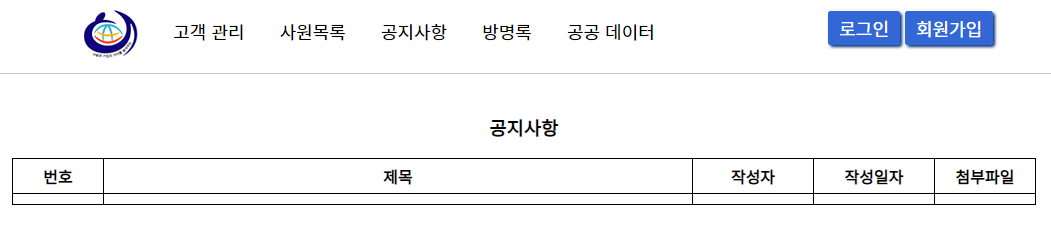 고객 관리 사원목록 공지사항 방명록 공공 데이터 로그인 회원가입
공지사항
번호 제목 작성자 작성일자 첨부파일